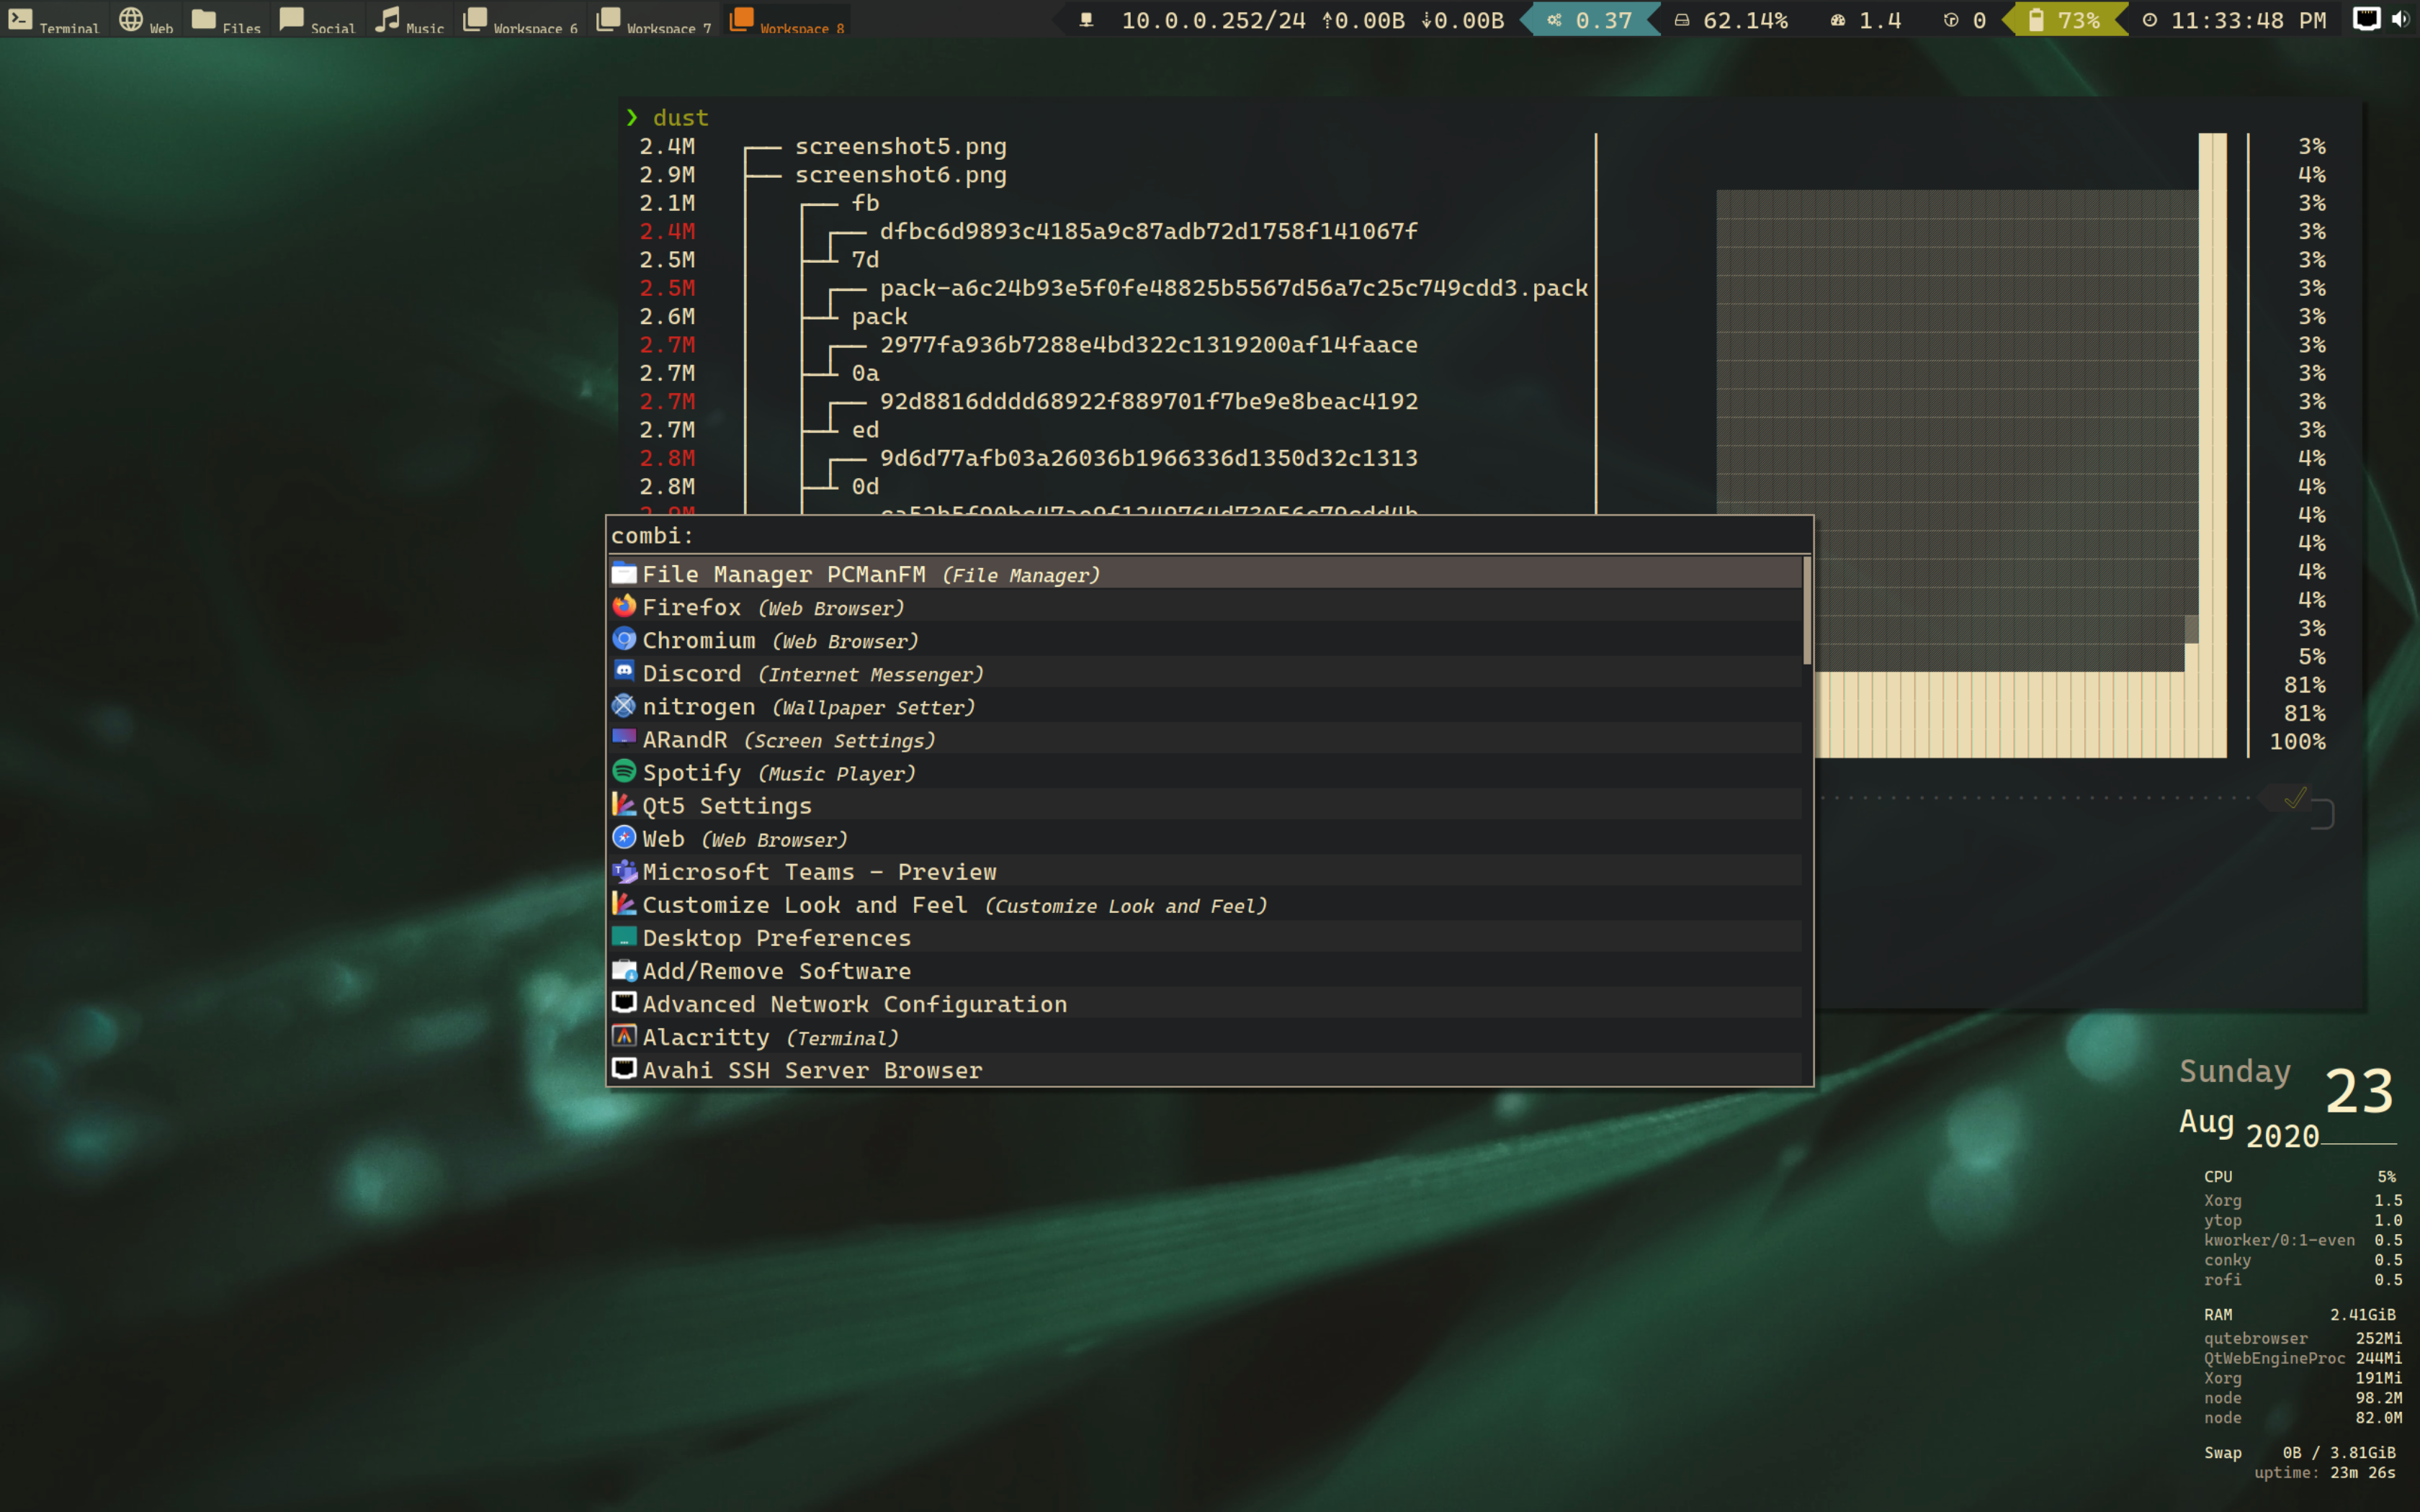 Terminal Web Files Social Music Workspace 6 Workspace 7 Workspace 8 10.0.0.252/24 0.00B 0.00B 0.37 62.14% 1.4 0 73% 11:33:48 PM
❯ dust
2.4M screenshot5.png 3%
2.9M screenshot6.png 4%
2.1M fb 3%
2.4M dfbc6d9893c4185a9c87adb72d1758f141067f 3%
2.5M 7d 3%
2.5M pack-a6c24b93e5f0fe48825b5567d56a7c25c749cdd3.pack 3%
2.6M pack 3%
2.7M 2977fa936b7288e4bd322c1319200af14faace 3%
2.7M 0a 3%
2.7M 92d8816dddd68922f889701f7be9e8beac4192 3%
2.7M ed 3%
2.8M 9d6d77afb03a26036b1966336d1350d32c1313 4%
2.8M 0d 4%
4%
4%
4%
4%
3%
5%
81%
81%
100%
combi:
File Manager PCManFM (File Manager)
Firefox (Web Browser)
Chromium (Web Browser)
Discord (Internet Messenger)
nitrogen (Wallpaper Setter)
ARandR (Screen Settings)
Spotify (Music Player)
Qt5 Settings
Web (Web Browser)
Microsoft Teams - Preview
Customize Look and Feel (Customize Look and Feel)
Desktop Preferences
Add/Remove Software
Advanced Network Configuration
Alacritty (Terminal)
Avahi SSH Server Browser
Sunday 23
Aug 2020
CPU 5%
Xorg 1.5
ytop 1.0
kworker/0:1-even 0.5
conky 0.5
rofi 0.5
RAM 2.41GiB
qutebrowser 252Mi
QtWebEngineProc 244Mi
Xorg 191Mi
node 98.2M
node 82.0M
Swap 0B / 3.81GiB
uptime: 23m 26s